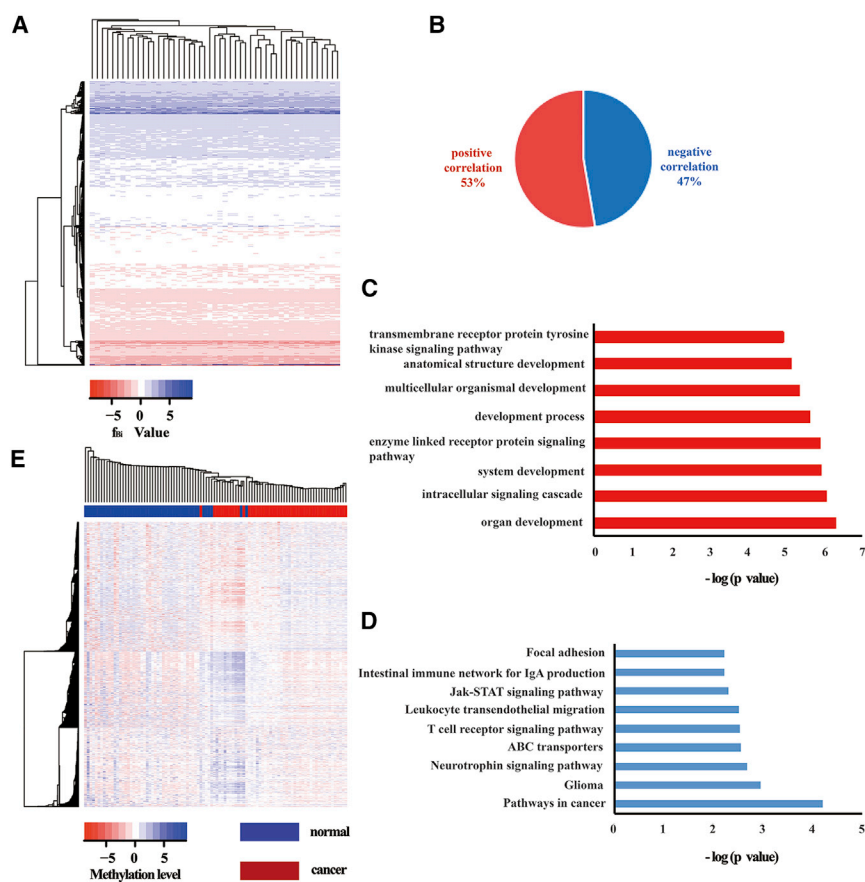 A
−5 0 5
fBi Value
B
positive
correlation
53%
negative
correlation
47%
C
transmembrane receptor protein tyrosine
kinase signaling pathway
anatomical structure development
multicellular organismal development
development process
enzyme linked receptor protein signaling
pathway
system development
intracellular signaling cascade
organ development
0 1 2 3 4 5 6 7
-log (p value)
E
−5 0 5
Methylation level
normal
cancer
D
Focal adhesion
Intestinal immune network for IgA production
Jak-STAT signaling pathway
Leukocyte transendothelial migration
T cell receptor signaling pathway
ABC transporters
Neurotrophin signaling pathway
Glioma
Pathways in cancer
0 1 2 3 4 5
-log (p value)